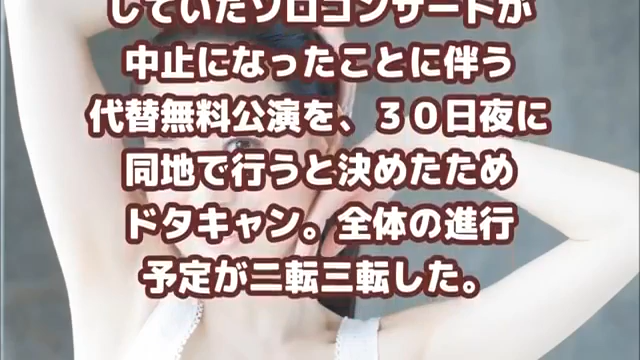 していたソロコンサートが
中止になったことに伴う
代替無料公演を、３０日夜に
同地で行うと決めたため
ドタキャン。全体の進行
予定が二転三転した。